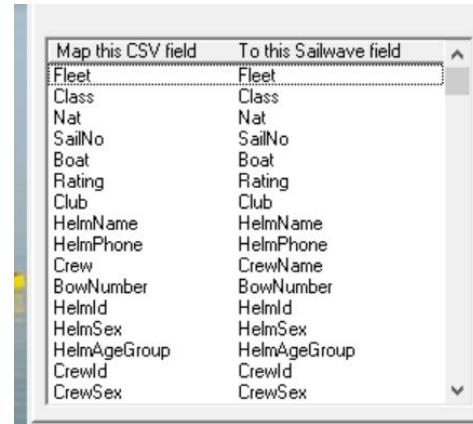 Map this CSV field To this Sailwave field
Fleet Fleet
Class Class
Nat Nat
SailNo SailNo
Boat Boat
Rating Rating
Club Club
HelmName HelmName
HelmPhone HelmPhone
Crew CrewName
BowNumber BowNumber
HelmId HelmId
HelmSex HelmSex
HelmAgeGroup HelmAgeGroup
CrewId CrewId
CrewSex CrewSex